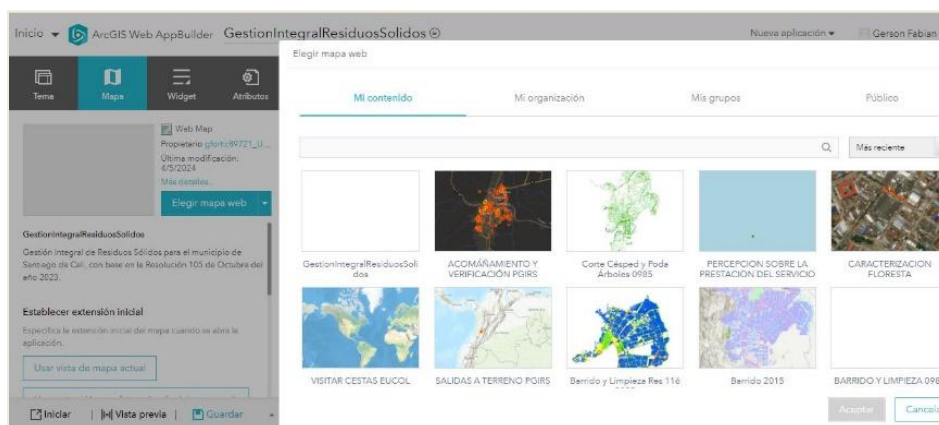 Inicio ArcGIS Web AppBuilder GestionIntegralResiduosSolidos Nueva aplicación Gerson Fabian
Elegir mapa web
Tema Mapa Widget Atributos
Mi contenido Mi organización Mis grupos Público
Web Map
Propietario
Última modificación:
4/5/2024
Más detalles...
Elegir mapa web
Más reciente
GestionIntegralResiduosSolidos
Gestión Integral de Residuos Sólidos para el municipio de
Santiago de Cali, con base en la Resolución 105 de Octubre del
año 2023.
Establecer extensión inicial
Especifica la extensión inicial del mapa cuando se abre la
aplicación.
Usar vista de mapa actual
GestionIntegralResiduosSoli
dos
ACOMÁÑAMIENTO Y
VERIFICACIÓN PGIRS
Corte Césped y Poda
Árboles 0985
PERCEPCION SOBRE LA
PRESTACION DEL SERVICIO
CARACTERIZACION
FLORESTA
VISITAR CESTAS EUCOL
SALIDAS A TERRENO PGIRS
Barrido y Limpieza Res 116
Barrido 2015
BARRIDO Y LIMPIEZA 098
Iniciar | Vista previa | Guardar
Aceptar Cancela